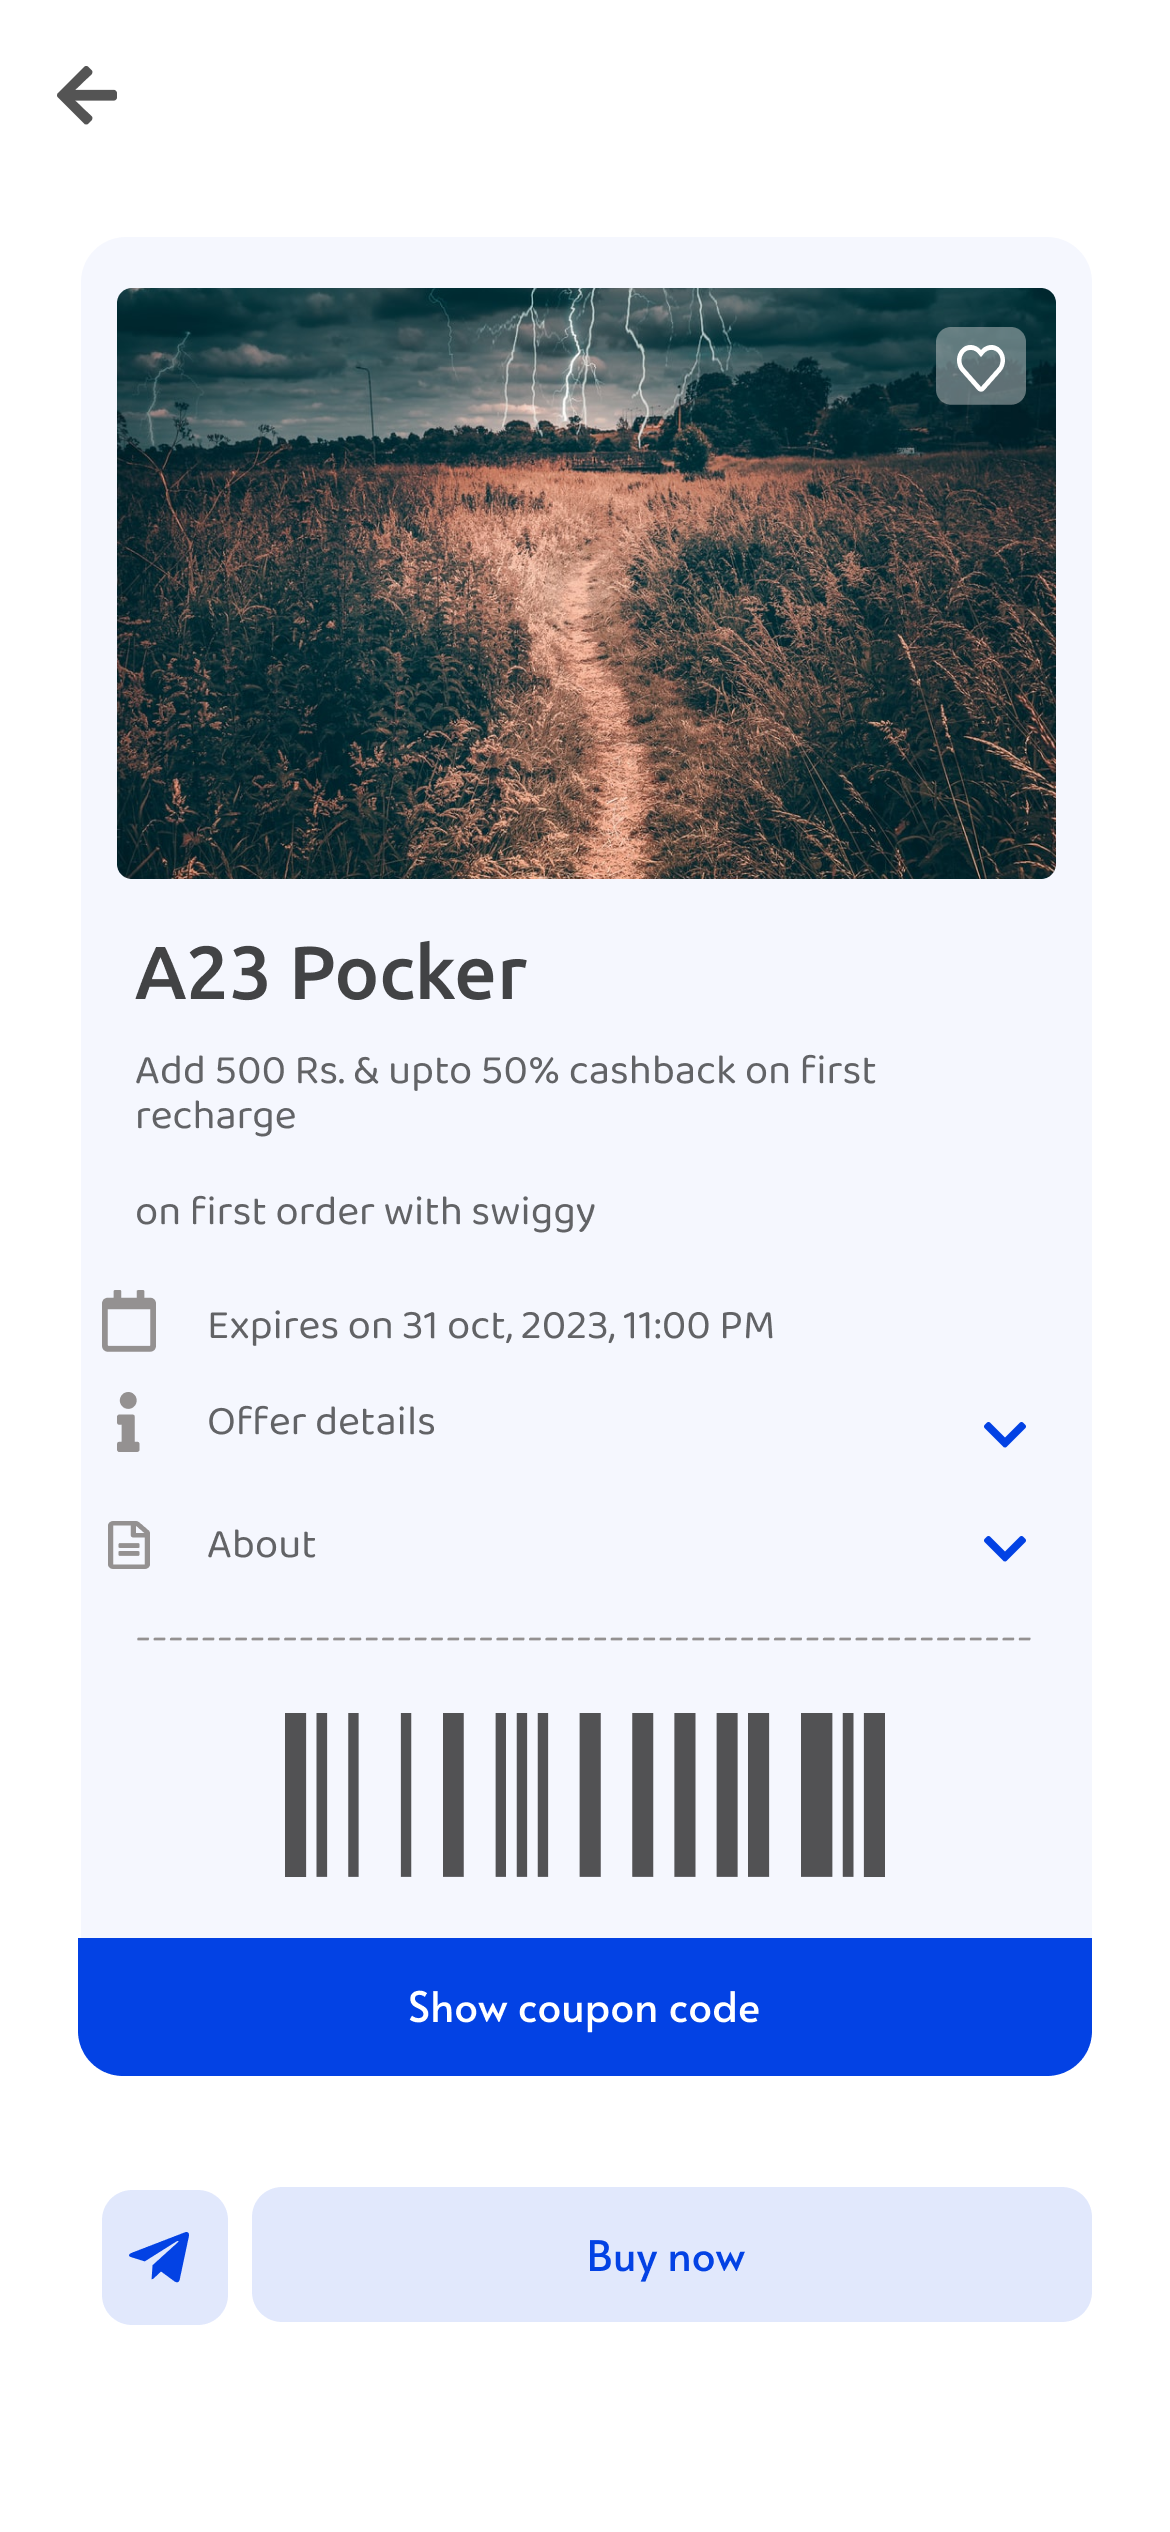 A23 Pocker
Add 500 Rs. & upto 50% cashback on first
recharge
on first order with swiggy
Expires on 31 oct, 2023, 11:00 PM
Offer details
About
Show coupon code
Buy now